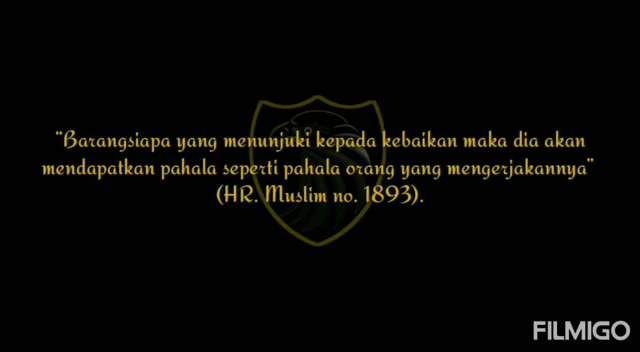 “Barangsiapa yang menunjuki kepada kebaikan maka dia akan
mendapatkan pahala seperti pahala orang yang mengerjakannya”
(HR. Muslim no. 1893).
FILMIGO